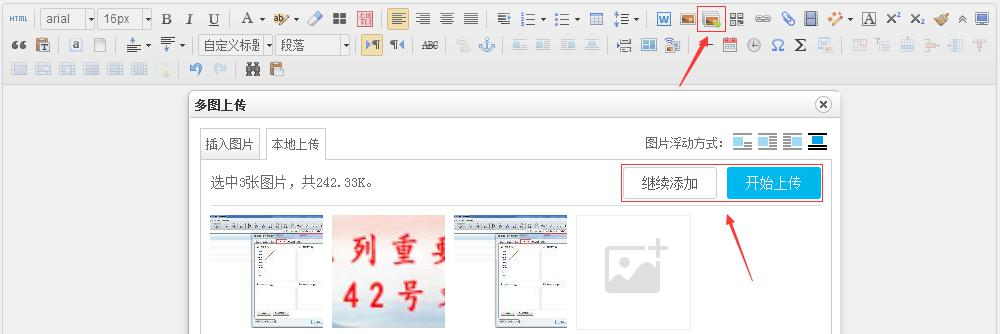 HTML arial 16px B I U A ab
ABC
自定义标题 段落
多图上传
插入图片 本地上传 图片浮动方式:
选中3张图片，共242.33K。 继续添加 开始上传
列重要
42号